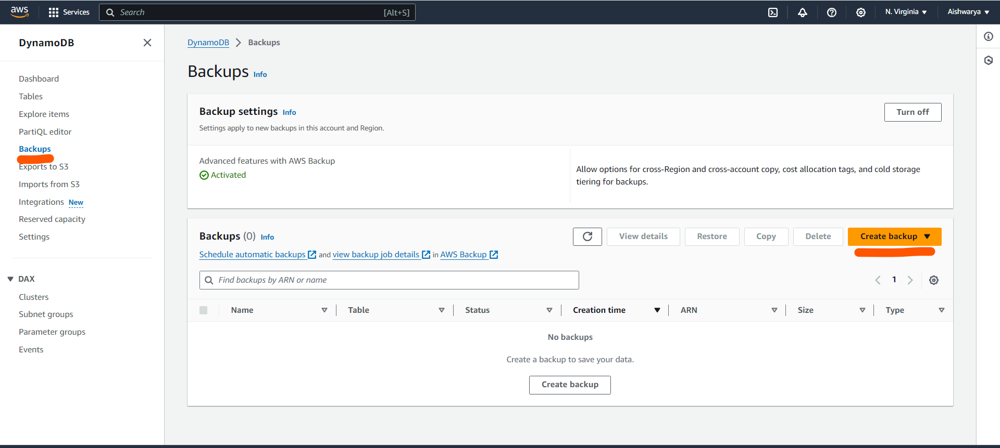 aws Services Search [Alt+S] N. Virginia Aishwarya
DynamoDB
Dashboard
Tables
Explore items
PartiQL editor
Backups
Exports to S3
Imports from S3
Integrations New
Reserved capacity
Settings
DAX
Clusters
Subnet groups
Parameter groups
Events
DynamoDB Backups
Backups Info
Backup settings Info
Turn off
Settings apply to new backups in this account and Region.
Advanced features with AWS Backup
Activated
Allow options for cross-Region and cross-account copy, cost allocation tags, and cold storage
tiering for backups.
Backups (0) Info
View details Restore Copy Delete Create backup
Schedule automatic backups and view backup job details in AWS Backup
Find backups by ARN or name
1
Name Table Status Creation time ARN Size Type
No backups
Create a backup to save your data.
Create backup